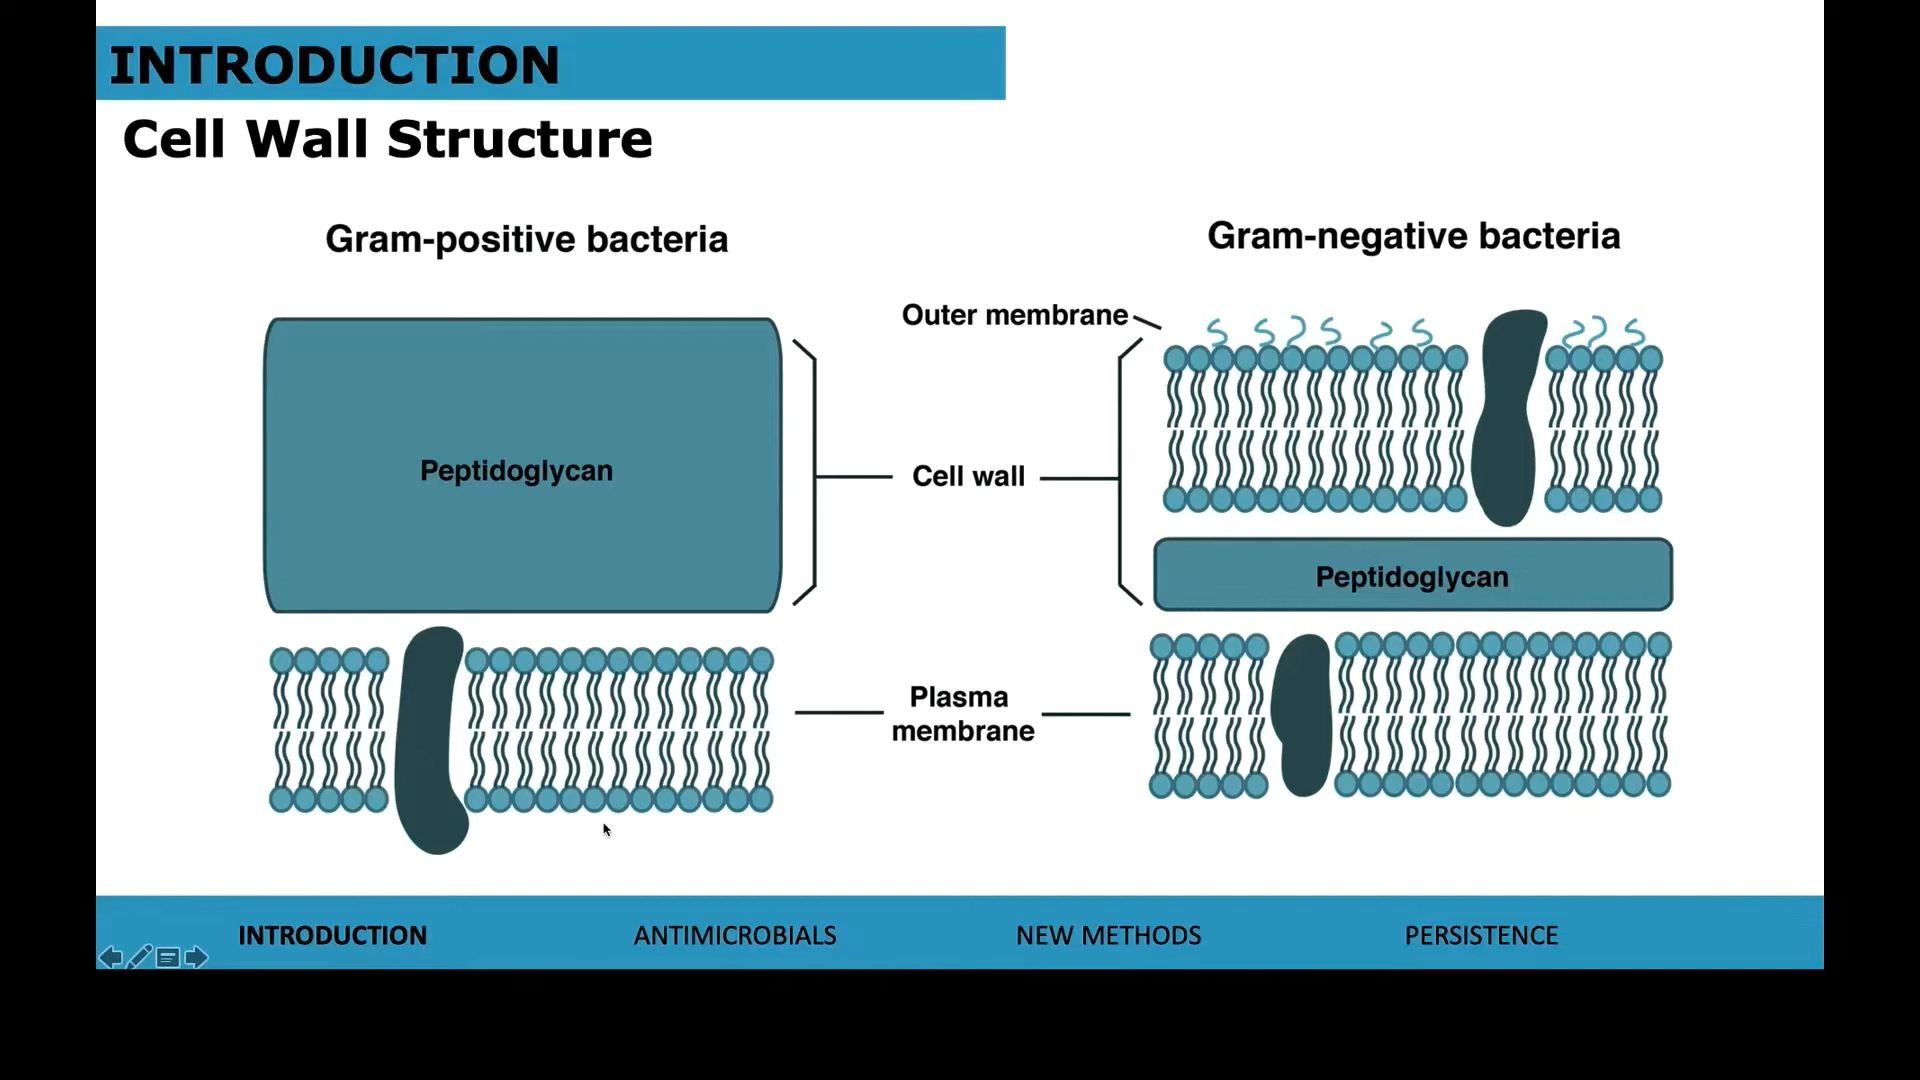 INTRODUCTION
Cell Wall Structure
Gram-positive bacteria
Gram-negative bacteria
Outer membrane
Peptidoglycan
Cell wall
Peptidoglycan
Plasma
membrane
INTRODUCTION
ANTIMICROBIALS
NEW METHODS
PERSISTENCE